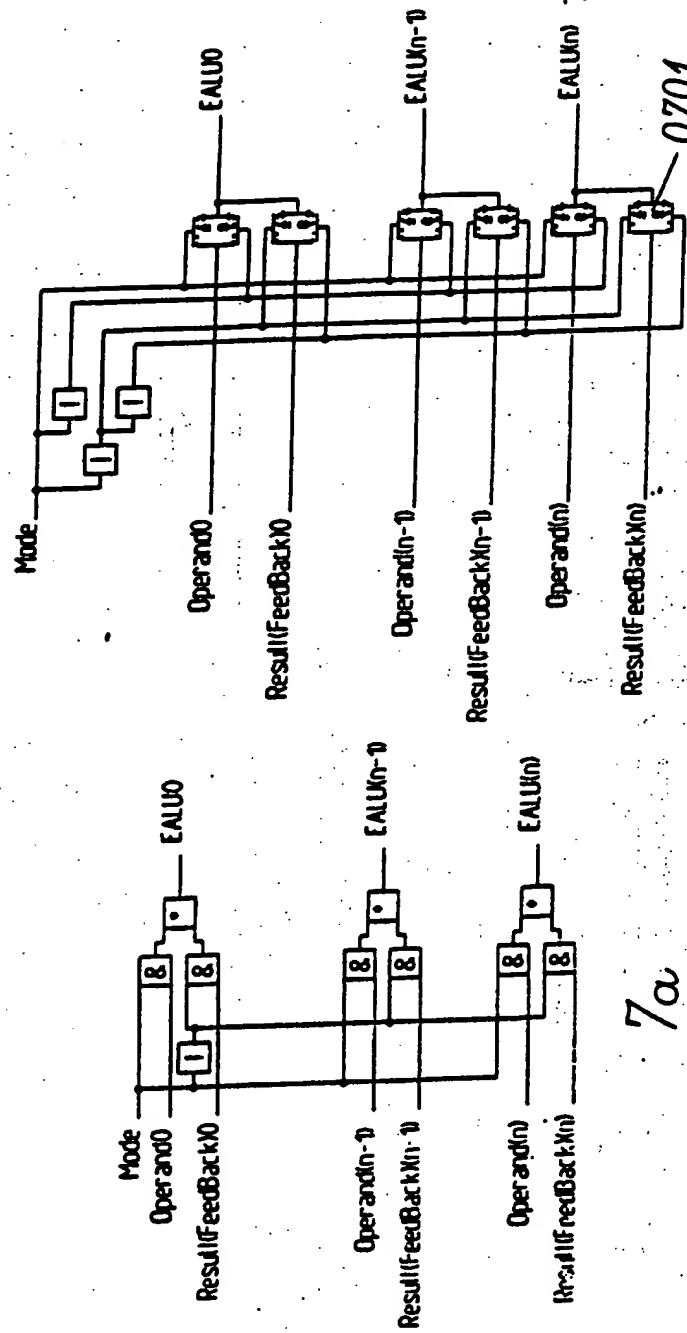 Mode
Operand0
Result(FeedBack)0
&
&
EALU0
Operand(n-1)
Result(FeedBack)(n-1)
&
&
EALU(n-1)
Operand(n)
Result(FeedBack)(n)
&
&
EALU(n)
7a
Mode
Operand0
Result(FeedBack)0
EALU0
Operand(n-1)
Result(FeedBack)(n-1)
EALU(n-1)
Operand(n)
Result(FeedBack)(n)
EALU(n)
0701